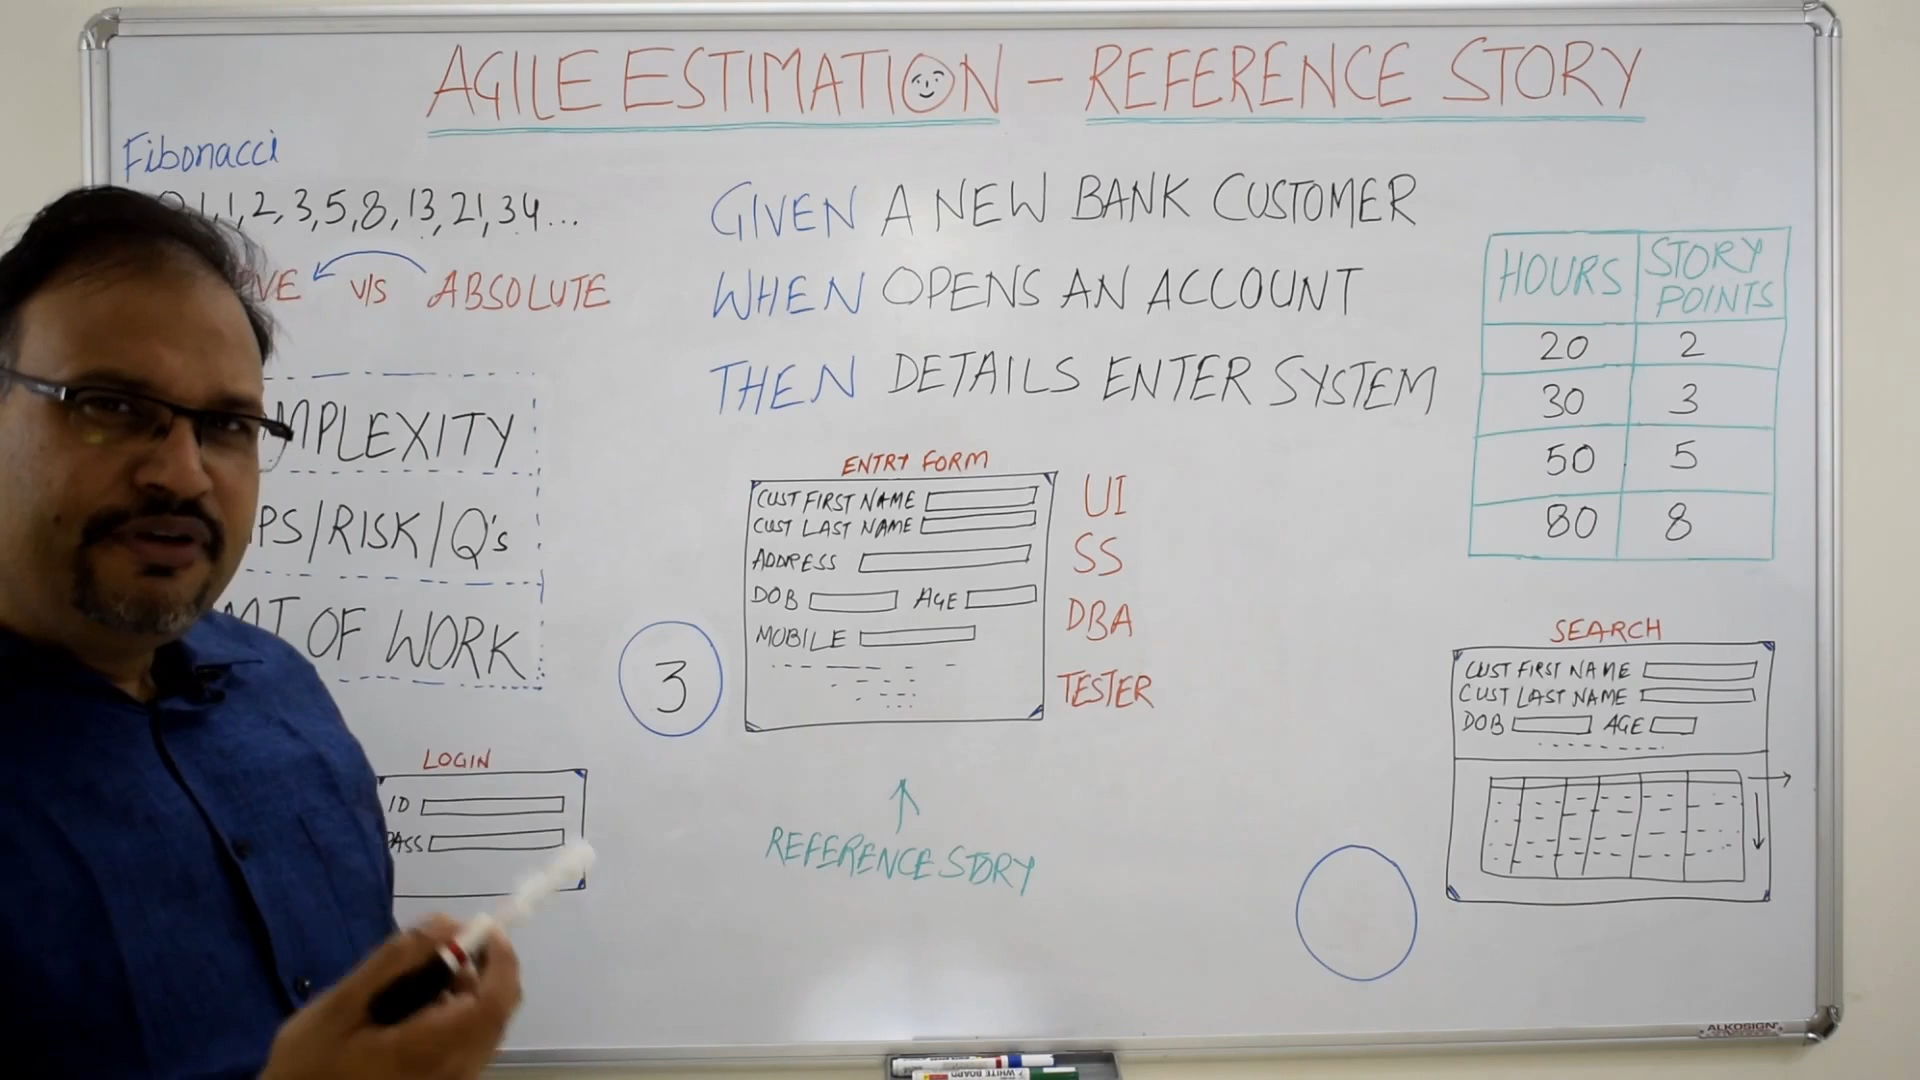 AGILE ESTIMATION - REFERENCE STORY
Fibonacci
0,1,1,2,3,5,8,13,21,34...
V/S ABSOLUTE
GIVEN A NEW BANK CUSTOMER
WHEN OPENS AN ACCOUNT
THEN DETAILS ENTER SYSTEM
HOURS STORY POINTS
20 2
30 3
50 5
80 8
MPLEXITY
PS/RISK/Q's
OF WORK
3
ENTRY FORM
CUST FIRST NAME
CUST LAST NAME
ADDRESS
DOB AGE
MOBILE
UI
SS
DBA
TESTER
REFERENCE STORY
LOGIN
ID
PASS
SEARCH
CUST FIRST NAME
CUST LAST NAME
DOB AGE
ALKOSIGN
WHITE BOARD